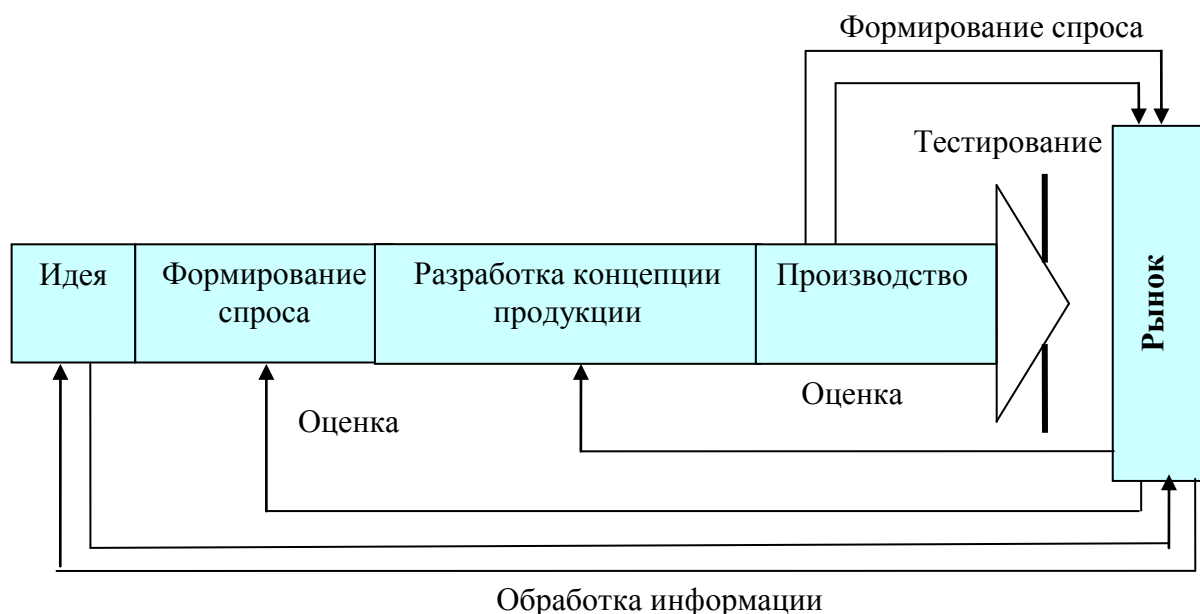 Формирование спроса
Тестирование
Идея
Формирование
спроса
Разработка концепции
продукции
Производство
Рынок
Оценка
Оценка
Обработка информации